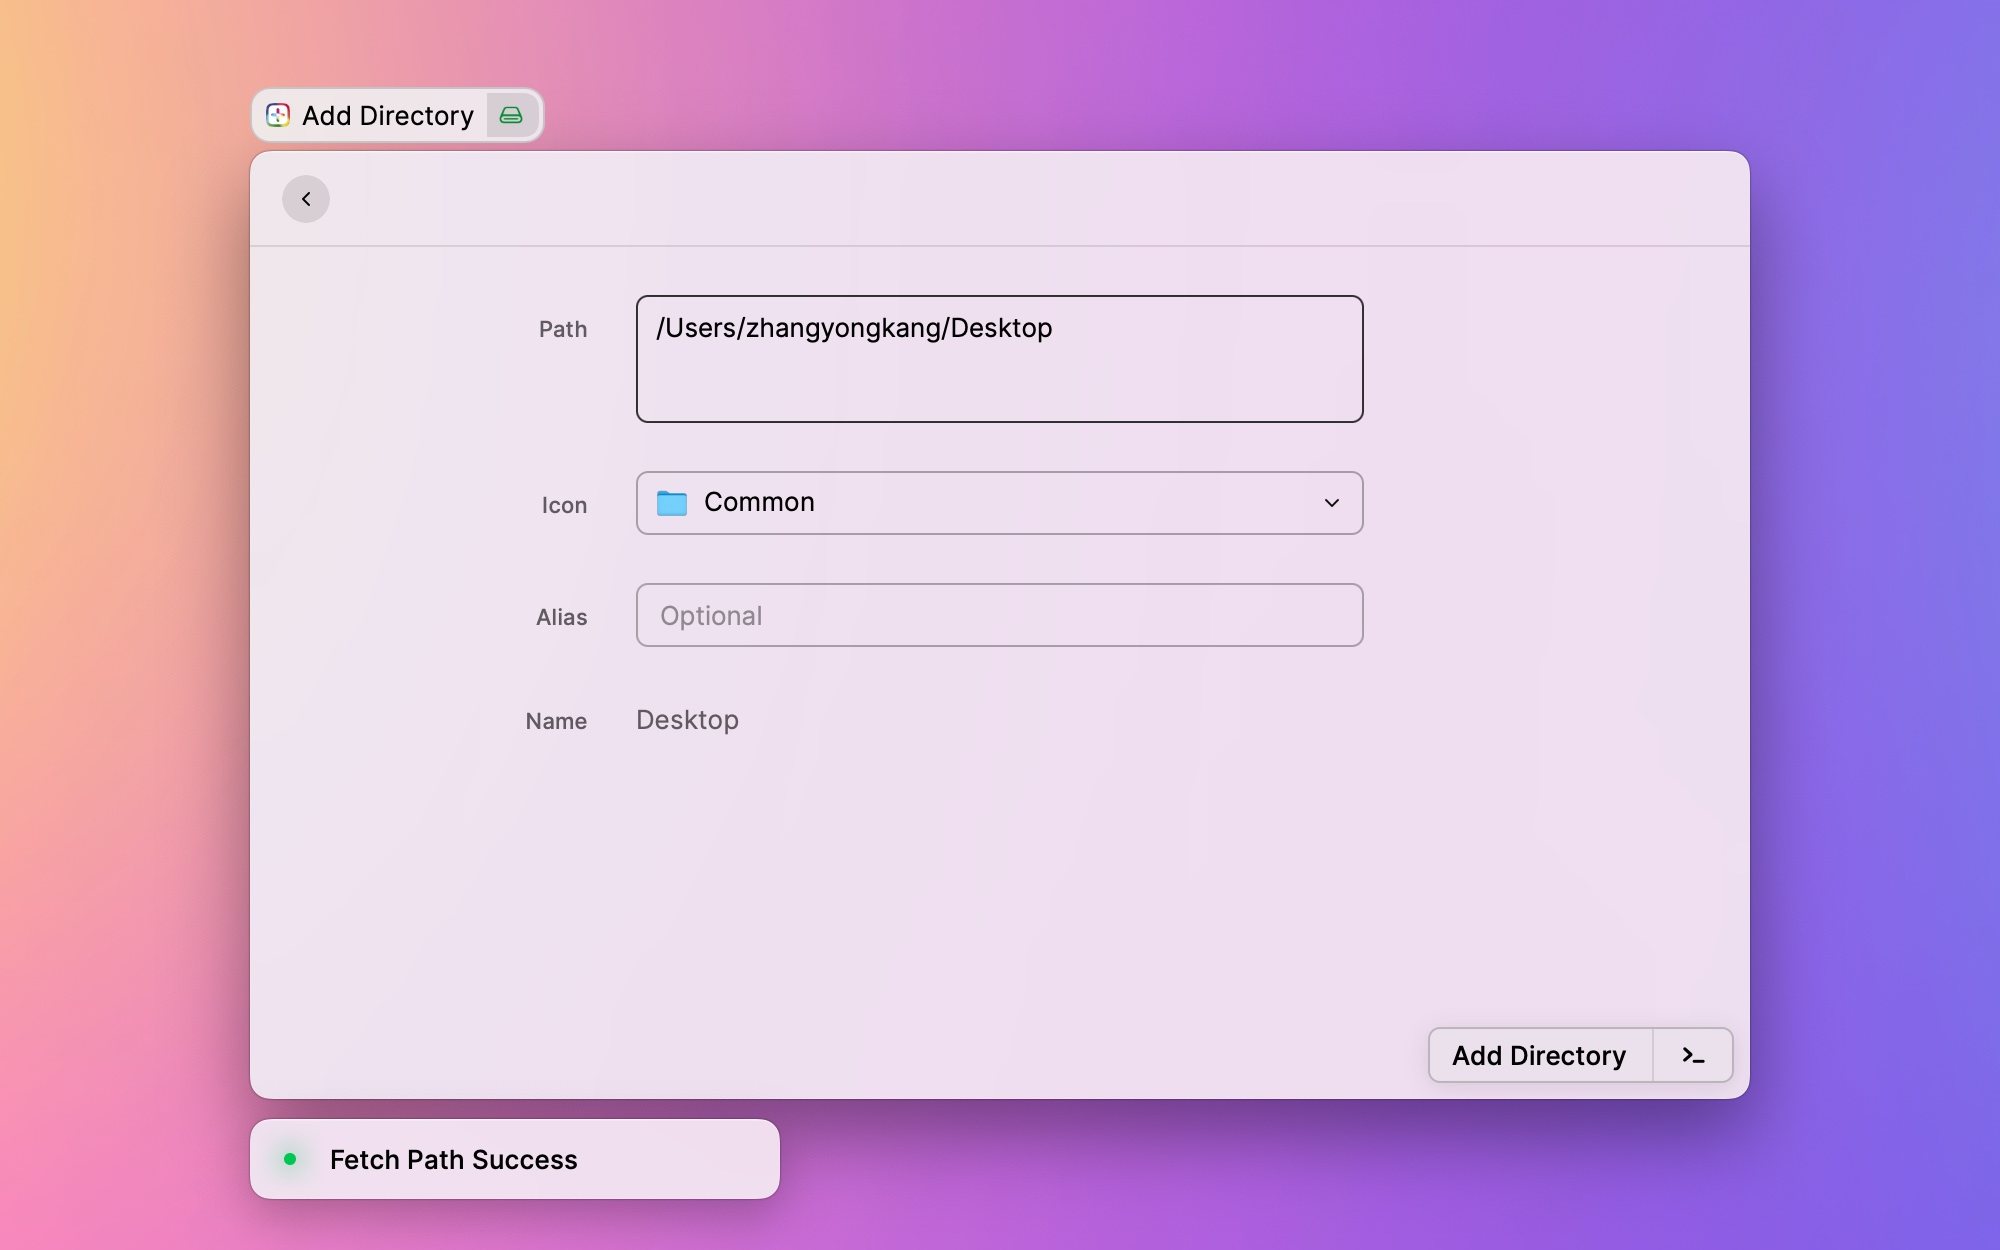 Add Directory
Path
/Users/zhangyongkang/Desktop
Icon
Common
Alias
Optional
Name
Desktop
Add Directory
Fetch Path Success